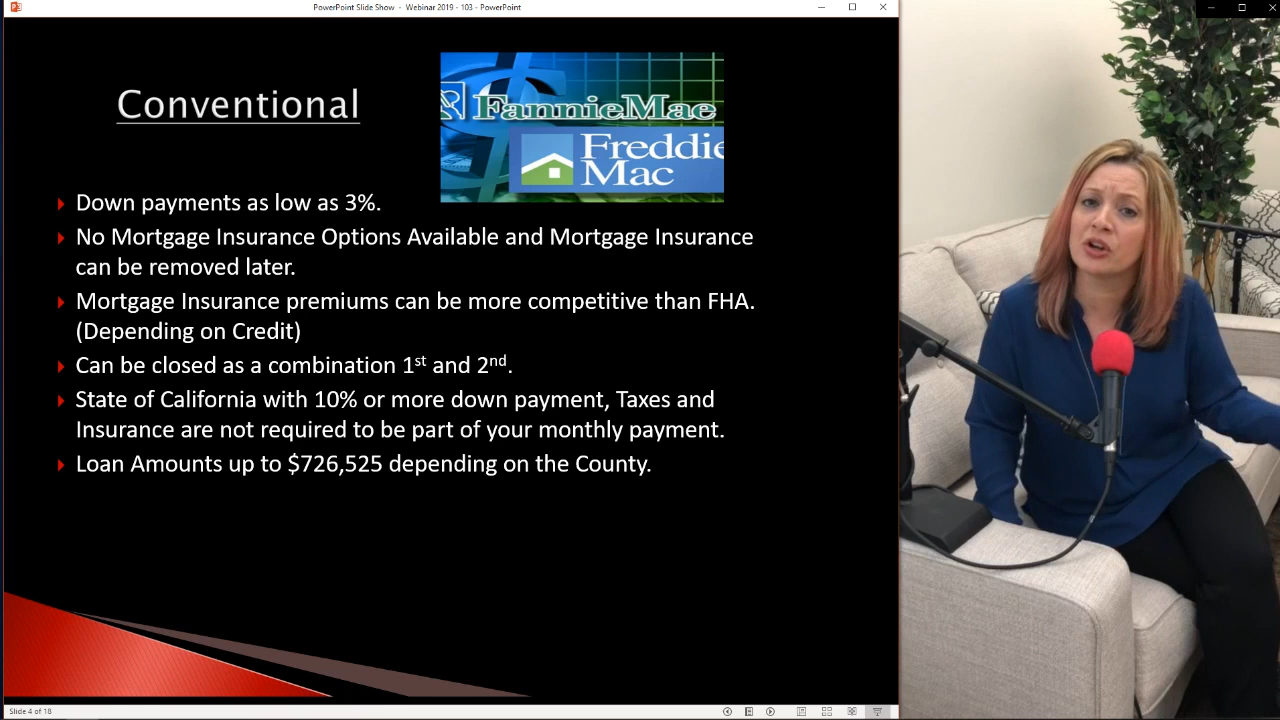 PowerPoint Slide Show - Webinar 2019 - 103 - PowerPoint
Conventional
FannieMae
Freddie
Mac
Down payments as low as 3%.
No Mortgage Insurance Options Available and Mortgage Insurance
can be removed later.
Mortgage Insurance premiums can be more competitive than FHA.
(Depending on Credit)
Can be closed as a combination 1st and 2nd.
State of California with 10% or more down payment, Taxes and
Insurance are not required to be part of your monthly payment.
Loan Amounts up to $726,525 depending on the County.
Slide 4 of 18